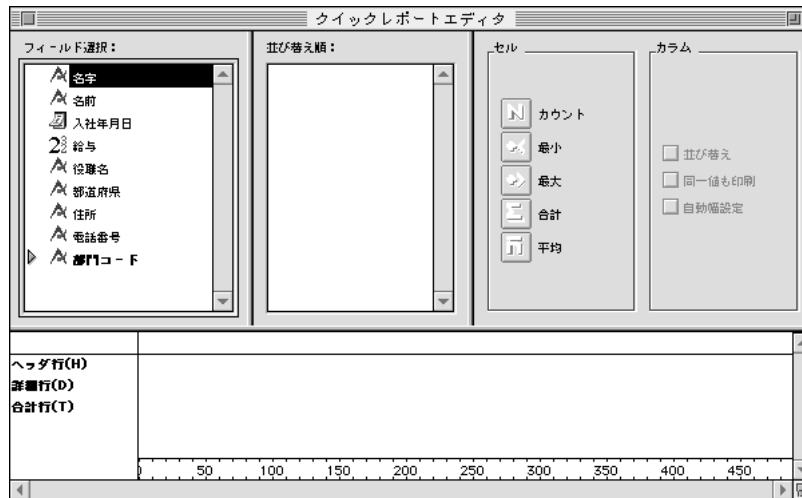 クイックレポートエディタ
フィールド選択：
名字
名前
入社年月日
給与
役職名
都道府県
住所
電話番号
部門コード
並び替え順：
セル
カウント
最小
最大
合計
平均
カラム
並び替え
同一値も印刷
自動幅設定
ヘッダ行(H)
詳細行(D)
合計行(T)
0 50 100 150 200 250 300 350 400 450